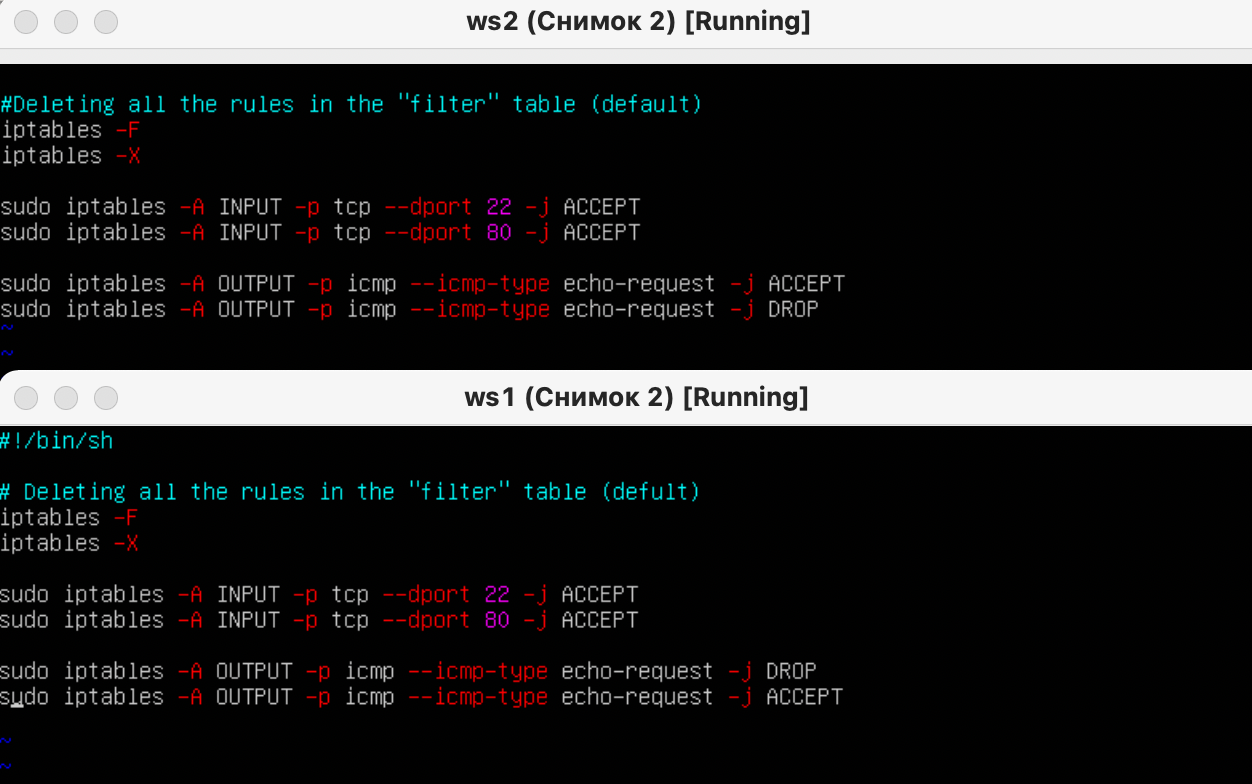 ws2 (Снимок 2) [Running]
#Deleting all the rules in the "filter" table (default)
iptables -F
iptables -X
sudo iptables -A INPUT -p tcp --dport 22 -j ACCEPT
sudo iptables -A INPUT -p tcp --dport 80 -j ACCEPT
sudo iptables -A OUTPUT -p icmp --icmp-type echo-request -j ACCEPT
sudo iptables -A OUTPUT -p icmp --icmp-type echo-request -j DROP
~
~
ws1 (Снимок 2) [Running]
#!/bin/sh
# Deleting all the rules in the "filter" table (defult)
iptables -F
iptables -X
sudo iptables -A INPUT -p tcp --dport 22 -j ACCEPT
sudo iptables -A INPUT -p tcp --dport 80 -j ACCEPT
sudo iptables -A OUTPUT -p icmp --icmp-type echo-request -j DROP
sudo iptables -A OUTPUT -p icmp --icmp-type echo-request -j ACCEPT
~
~